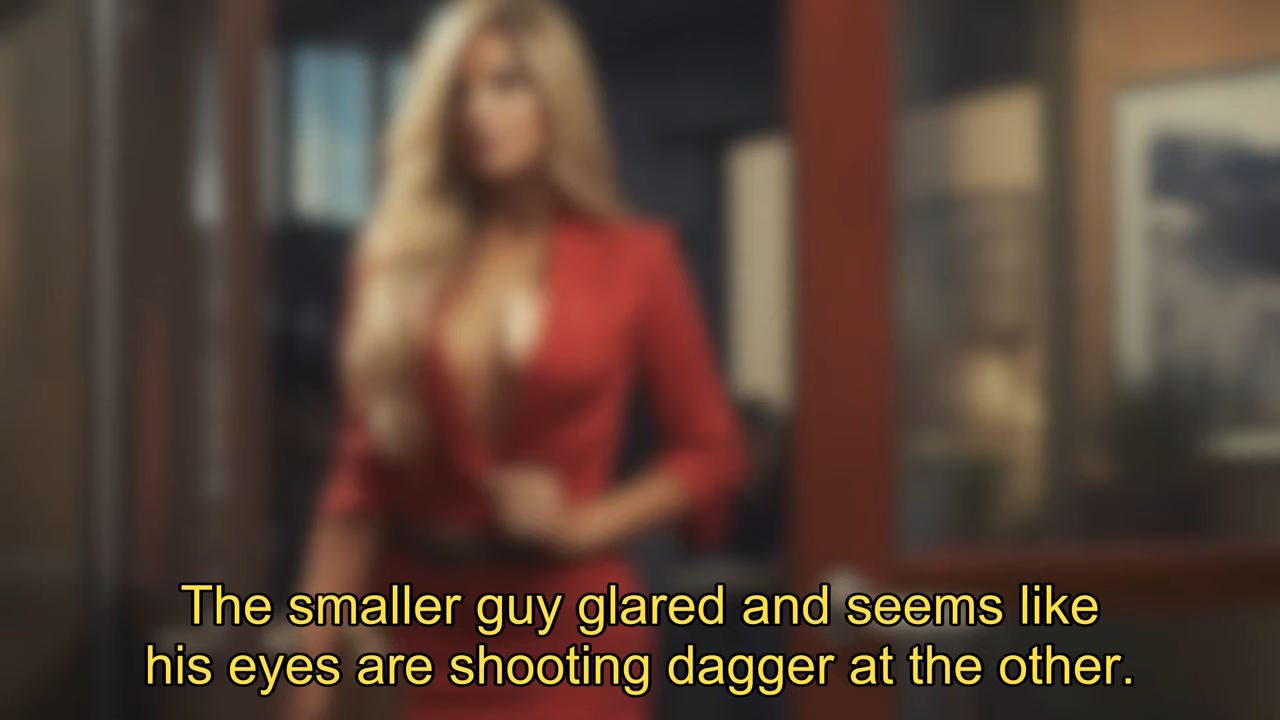 The smaller guy glared and seems like
his eyes are shooting dagger at the other.